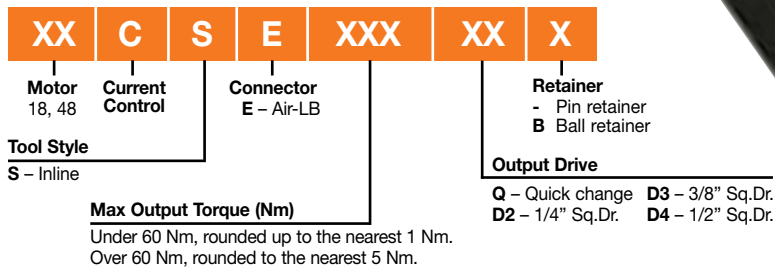 XX C S E XXX XX X
Motor
18, 48
Current
Control
Connector
E – Air-LB
Retainer
- Pin retainer
B Ball retainer
Tool Style
S – Inline
Output Drive
Q – Quick change D3 – 3/8” Sq.Dr.
D2 – 1/4” Sq.Dr. D4 – 1/2” Sq.Dr.
Max Output Torque (Nm)
Under 60 Nm, rounded up to the nearest 1 Nm.
Over 60 Nm, rounded to the nearest 5 Nm.